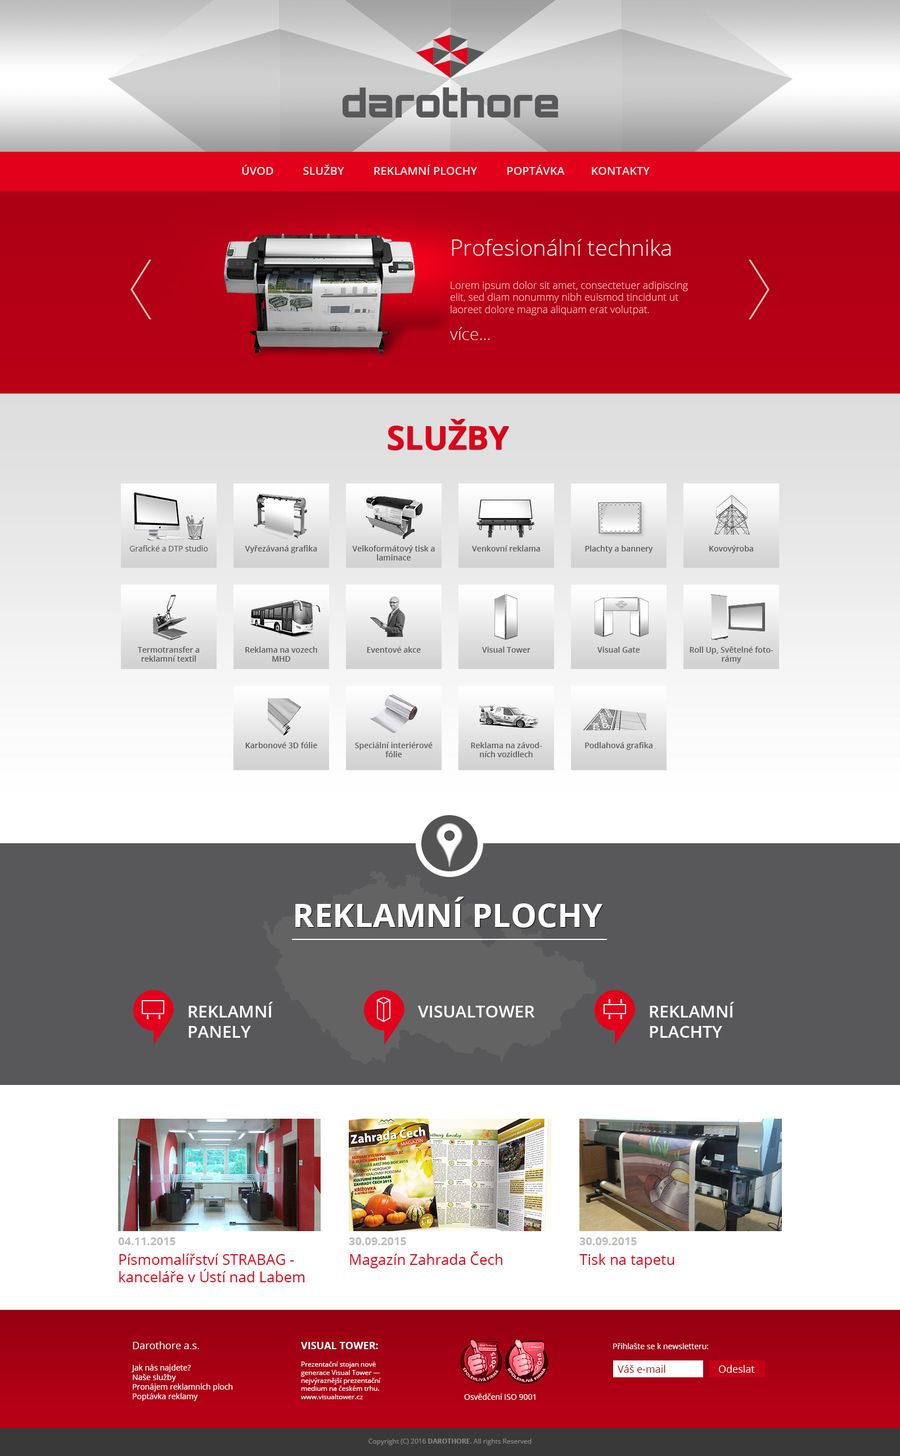 darothore
ÚVOD SLUŽBY REKLAMNÍ PLOCHY POPTÁVKA KONTAKTY
Profesionální technika
Lorem ipsum dolor sit amet, consectetuer adipiscing
elit, sed diam nonummy nibh euismod tincidunt ut
laoreet dolore magna aliquam erat volutpat.
více...
SLUŽBY
Grafické a DTP studio
Vyřezávaná grafika
Velkoformátový tisk a
laminace
Venkovní reklama
Plachty a bannery
Kovovýroba
Termotransfer a
reklamní textil
Reklama na vozech
MHD
Eventové akce
Visual Tower
Visual Gate
Roll Up, Světelné foto-
rámy
Karbonové 3D fólie
Speciální interiérové
fólie
Reklama na závod-
ních vozidlech
Podlahová grafika
REKLAMNÍ PLOCHY
REKLAMNÍ
PANELY
VISUALTOWER
REKLAMNÍ
PLACHTY
04.11.2015
Písmomalířství STRABAG -
kanceláře v Ústí nad Labem
Zahrada Čech
MAGAZÍN
30.09.2015
Magazín Zahrada Čech
30.09.2015
Tisk na tapetu
Darothore a.s.
Jak nás najdete?
Naše služby
Pronájem reklamních ploch
Poptávka reklamy
VISUAL TOWER:
Prezentační stojan nové
generace Visual Tower —
nejvýraznější prezentační
medium na českém trhu.
www.visualtower.cz
Osvědčení ISO 9001
Přihlašte se k newsletteru:
Váš e-mail Odeslat
Copyright (C) 2016 DAROTHORE. All rights Reserved